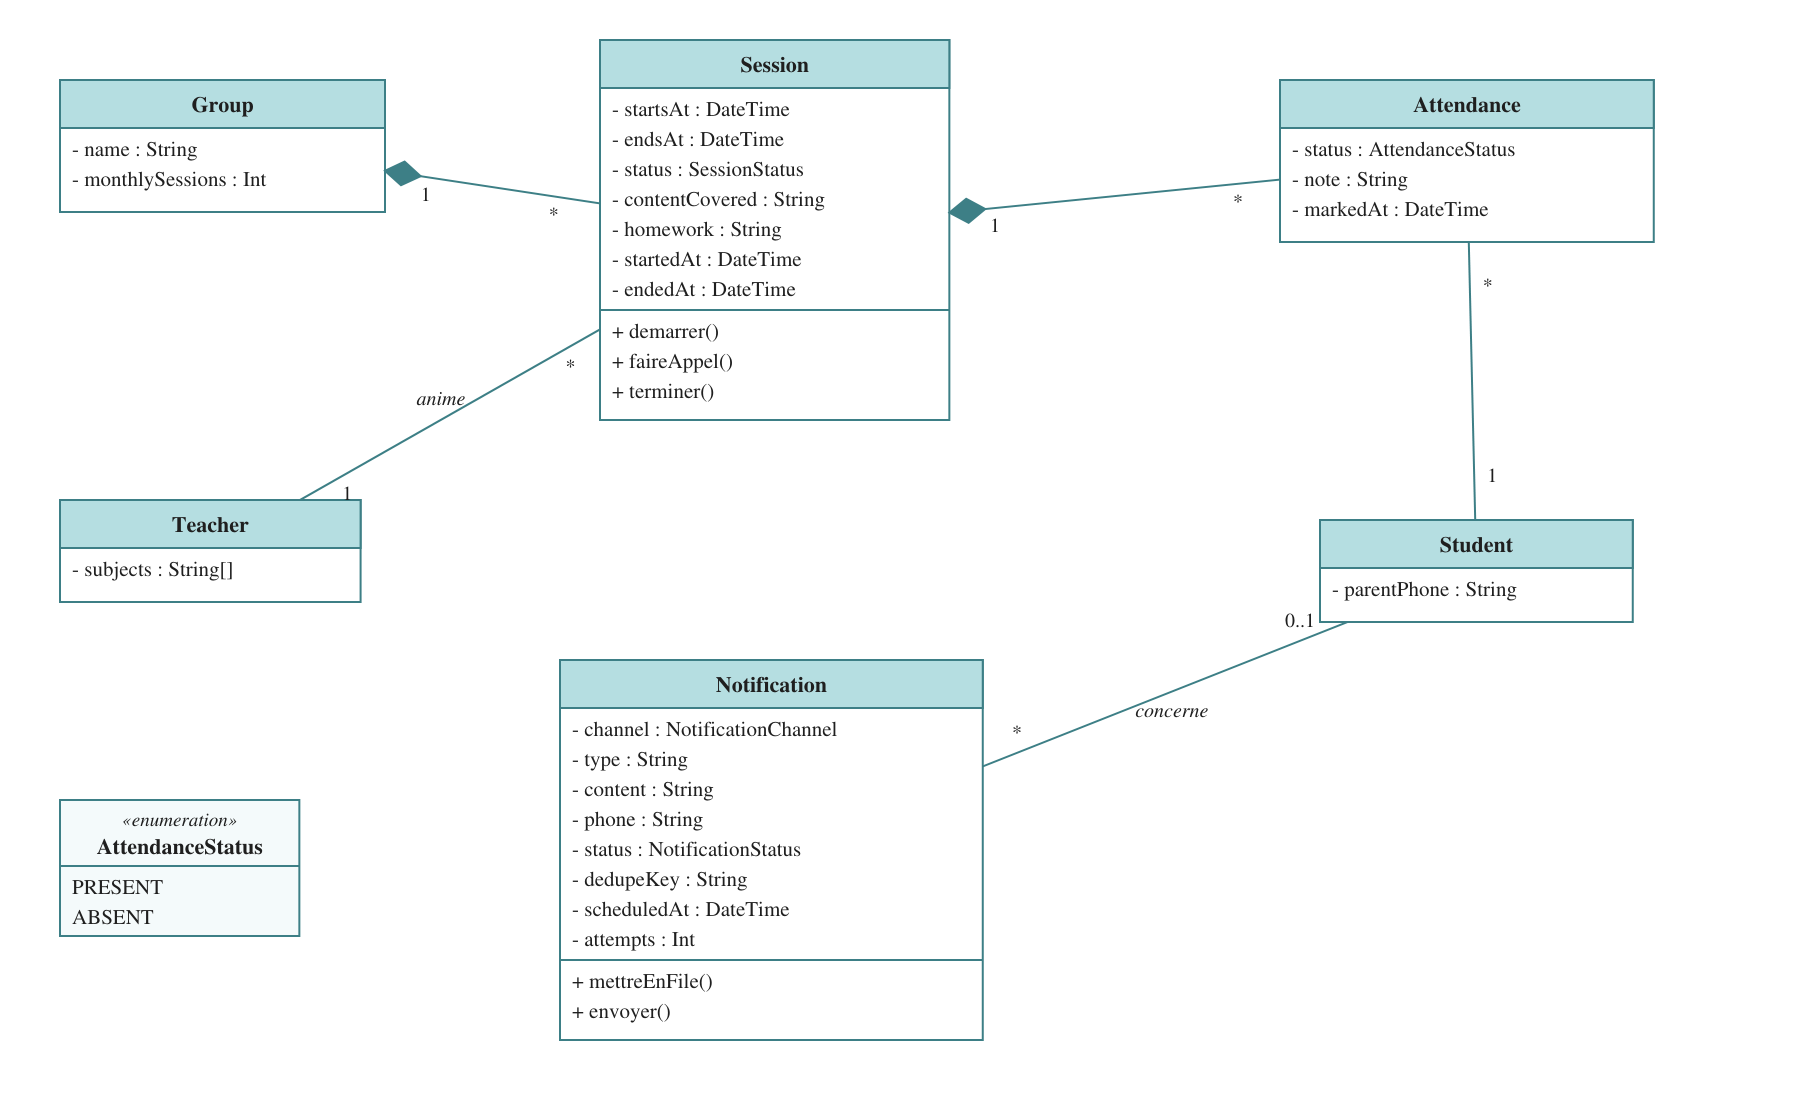 Group
- name : String
- monthlySessions : Int
1
*
Session
- startsAt : DateTime
- endsAt : DateTime
- status : SessionStatus
- contentCovered : String
- homework : String
- startedAt : DateTime
- endedAt : DateTime
+ demarrer()
+ faireAppel()
+ terminer()
1
*
Attendance
- status : AttendanceStatus
- note : String
- markedAt : DateTime
*
1
*
anime
1
Teacher
- subjects : String[]
Student
- parentPhone : String
0..1
concerne
*
Notification
- channel : NotificationChannel
- type : String
- content : String
- phone : String
- status : NotificationStatus
- dedupeKey : String
- scheduledAt : DateTime
- attempts : Int
+ mettreEnFile()
+ envoyer()
«enumeration»
AttendanceStatus
PRESENT
ABSENT